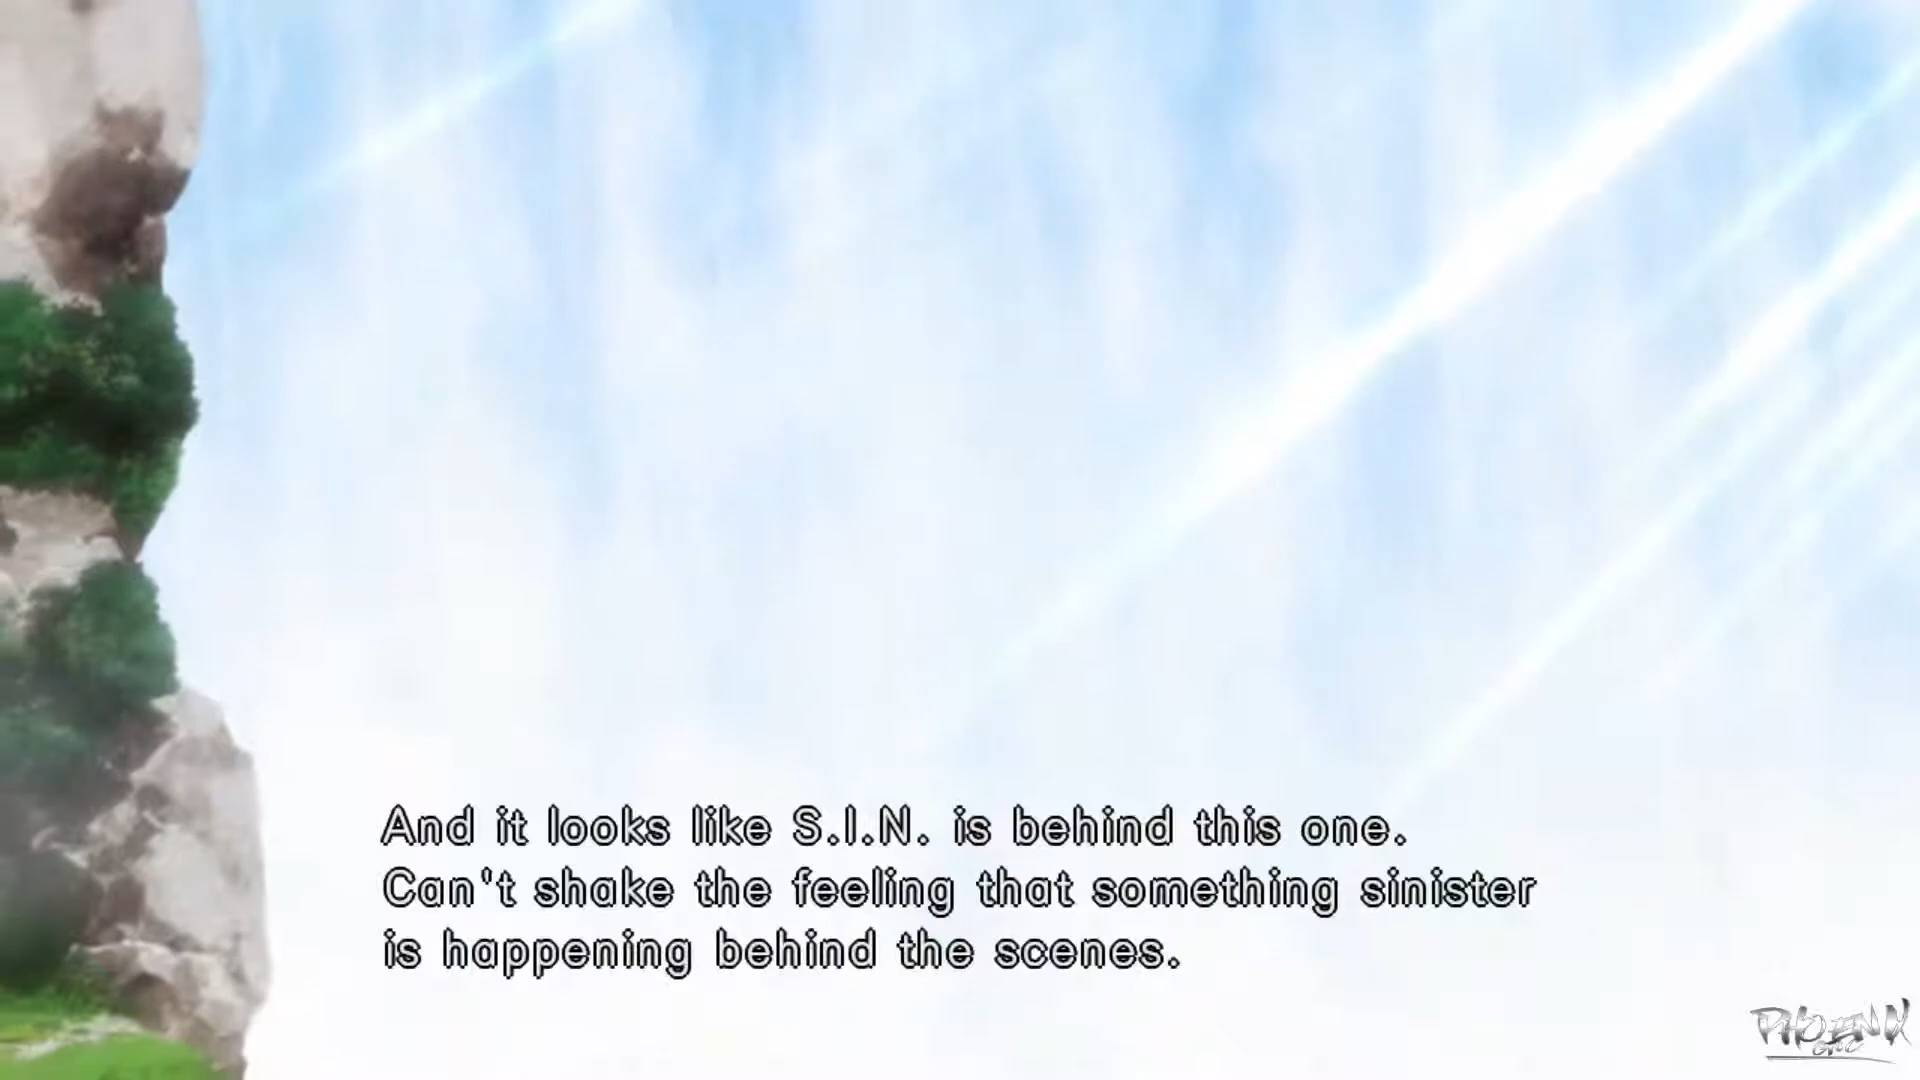 And it looks like S.I.N. is behind this one.
Can't shake the feeling that something sinister
is happening behind the scenes.
PHOENIX